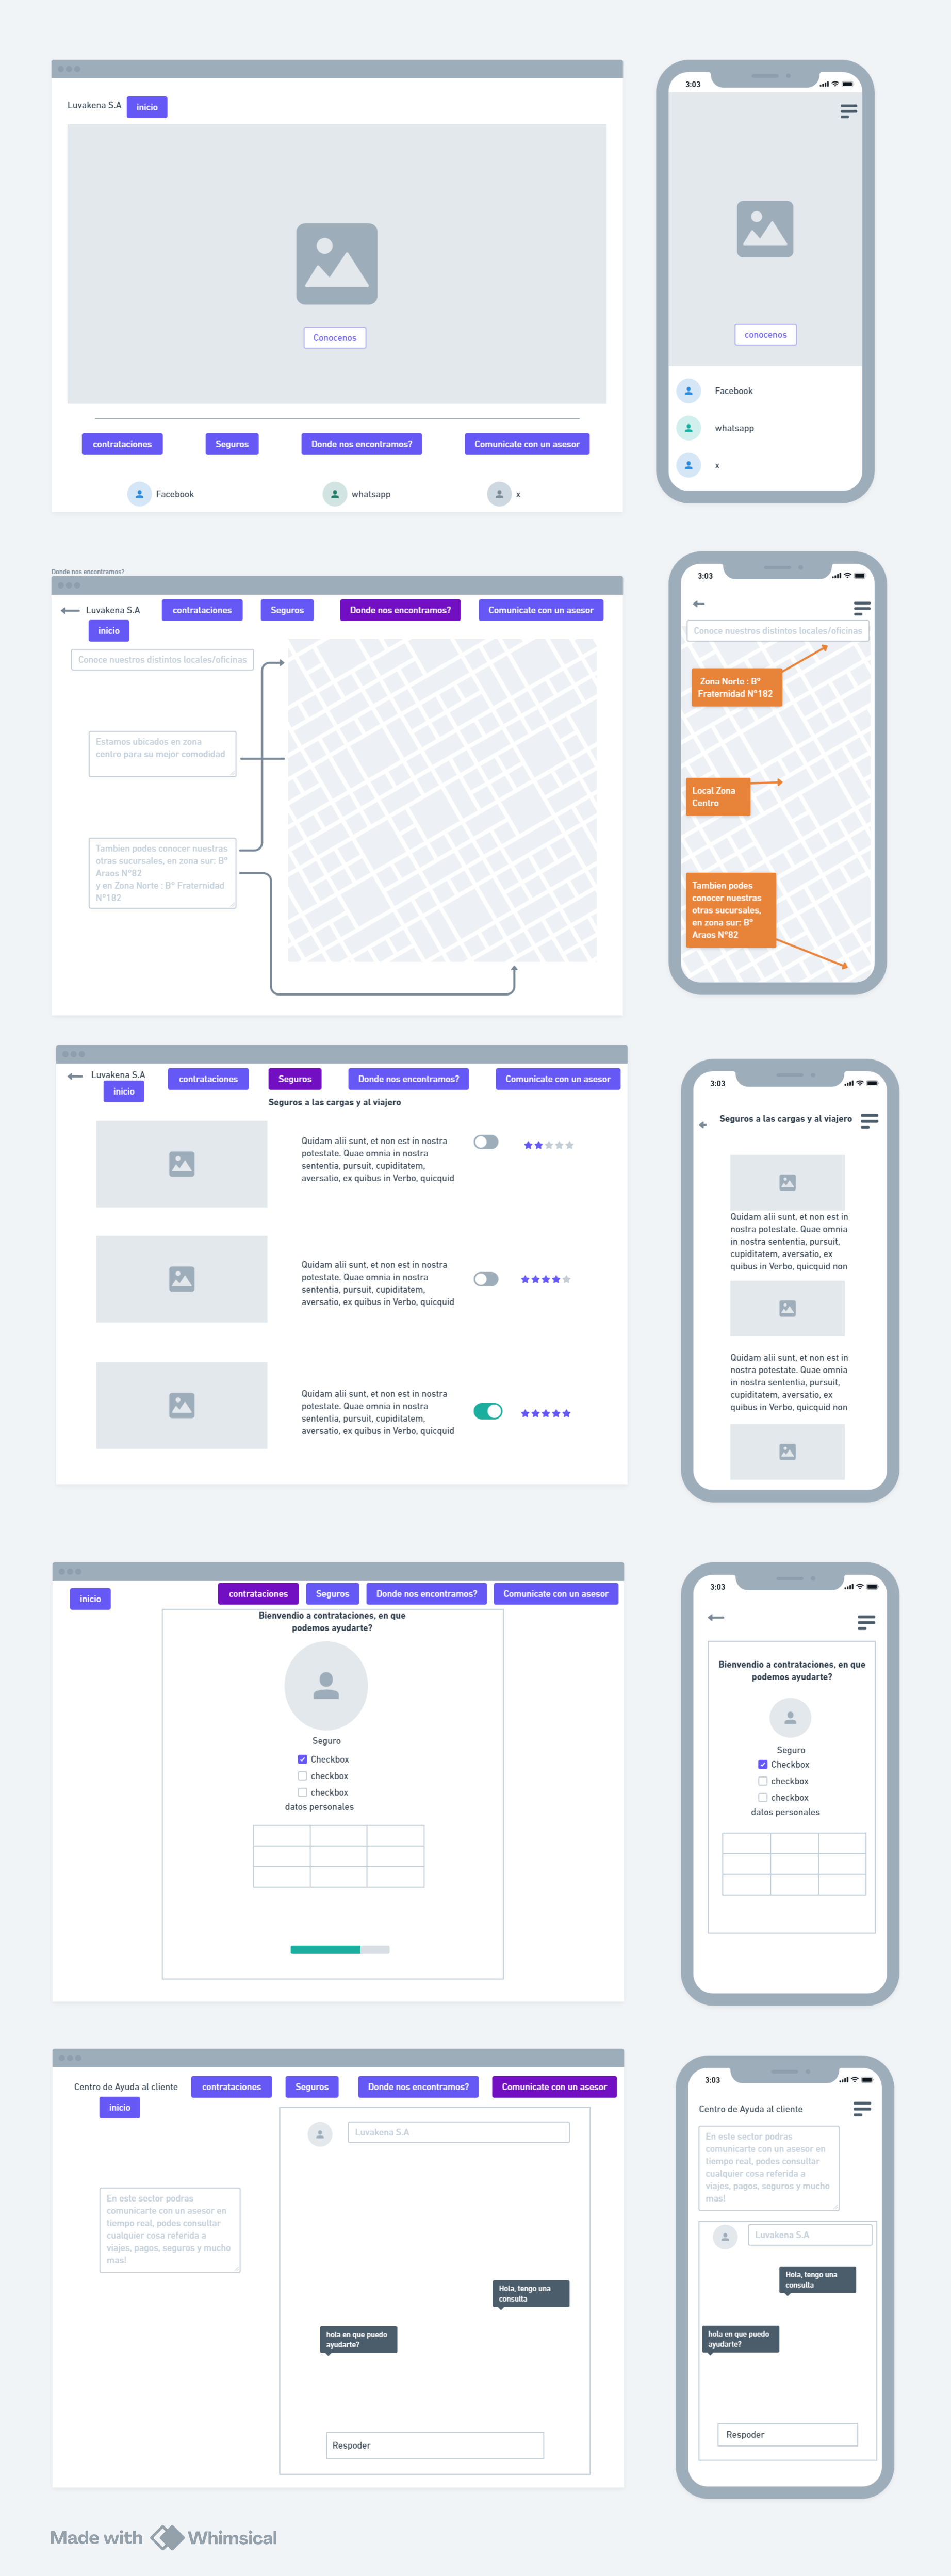 3:03
Luvakena S.A
inicio
Conocenos
contrataciones
Seguros
Donde nos encontramos?
Comunicate con un asesor
Facebook
whatsapp
x
conocenos
Facebook
whatsapp
x
Donde nos encontramos?
Luvakena S.A
inicio
contrataciones
Seguros
Donde nos encontramos?
Comunicate con un asesor
Conoce nuestros distintos locales/oficinas
Estamos ubicados en zona
centro para su mejor comodidad
Tambien podes conocer nuestras
otras sucursales, en zona sur: Bº
Araos Nº82
y en Zona Norte : Bº Fraternidad
Nº182
3:03
Conoce nuestros distintos locales/oficinas
Zona Norte : Bº
Fraternidad Nº182
Local Zona
Centro
Tambien podes
conocer nuestras
otras sucursales,
en zona sur: Bº
Araos Nº82
Luvakena S.A
inicio
contrataciones
Seguros
Donde nos encontramos?
Comunicate con un asesor
Seguros a las cargas y al viajero
Quidam alii sunt, et non est in nostra
potestate. Quae omnia in nostra
sententia, pursuit, cupiditatem,
aversatio, ex quibus in Verbo, quicquid
Quidam alii sunt, et non est in nostra
potestate. Quae omnia in nostra
sententia, pursuit, cupiditatem,
aversatio, ex quibus in Verbo, quicquid
Quidam alii sunt, et non est in nostra
potestate. Quae omnia in nostra
sententia, pursuit, cupiditatem,
aversatio, ex quibus in Verbo, quicquid
3:03
Seguros a las cargas y al viajero
Quidam alii sunt, et non est in
nostra potestate. Quae omnia
in nostra sententia, pursuit,
cupiditatem, aversatio, ex
quibus in Verbo, quicquid non
Quidam alii sunt, et non est in
nostra potestate. Quae omnia
in nostra sententia, pursuit,
cupiditatem, aversatio, ex
quibus in Verbo, quicquid non
inicio
contrataciones
Seguros
Donde nos encontramos?
Comunicate con un asesor
Bienvendio a contrataciones, en que
podemos ayudarte?
Seguro
Checkbox
checkbox
checkbox
datos personales
3:03
Bienvendio a contrataciones, en que
podemos ayudarte?
Seguro
Checkbox
checkbox
checkbox
datos personales
Centro de Ayuda al cliente
inicio
contrataciones
Seguros
Donde nos encontramos?
Comunicate con un asesor
Luvakena S.A
En este sector podras
comunicarte con un asesor en
tiempo real, podes consultar
cualquier cosa referida a
viajes, pagos, seguros y mucho
mas!
Hola, tengo una
consulta
hola en que puedo
ayudarte?
Respoder
3:03
Centro de Ayuda al cliente
En este sector podras
comunicarte con un asesor en
tiempo real, podes consultar
cualquier cosa referida a
viajes, pagos, seguros y mucho
mas!
Luvakena S.A
Hola, tengo una
consulta
hola en que puedo
ayudarte?
Respoder
Made with Whimsical